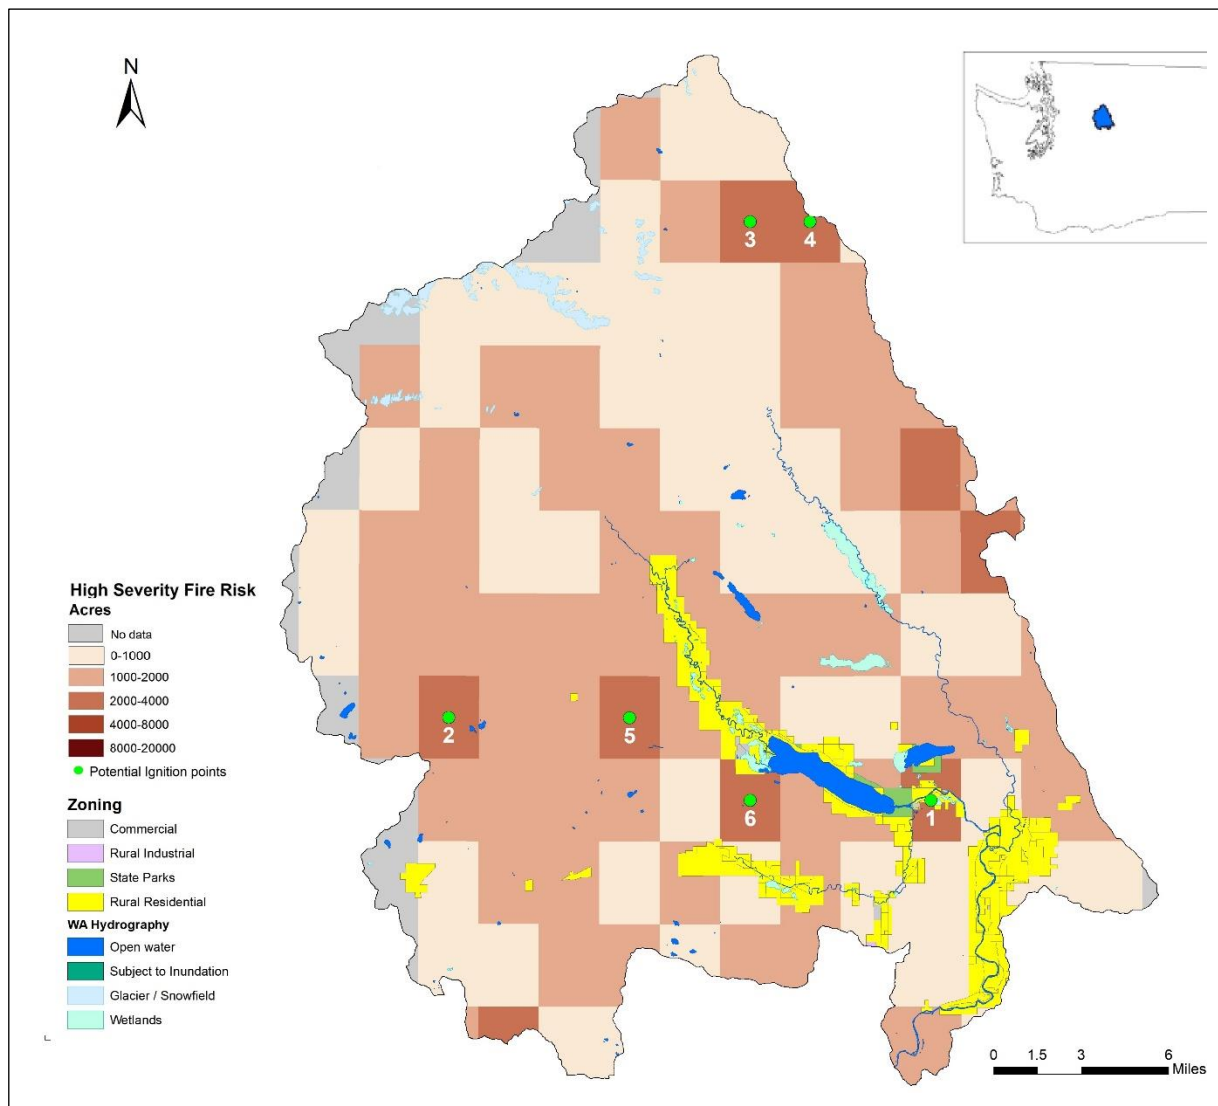 N
3
4
High Severity Fire Risk
Acres
No data
0-1000
1000-2000
2000-4000
4000-8000
8000-20000
Potential Ignition points
2
5
6
1
Zoning
Commercial
Rural Industrial
State Parks
Rural Residential
WA Hydrography
Open water
Subject to Inundation
Glacier / Snowfield
Wetlands
0 1.5 3 6
Miles